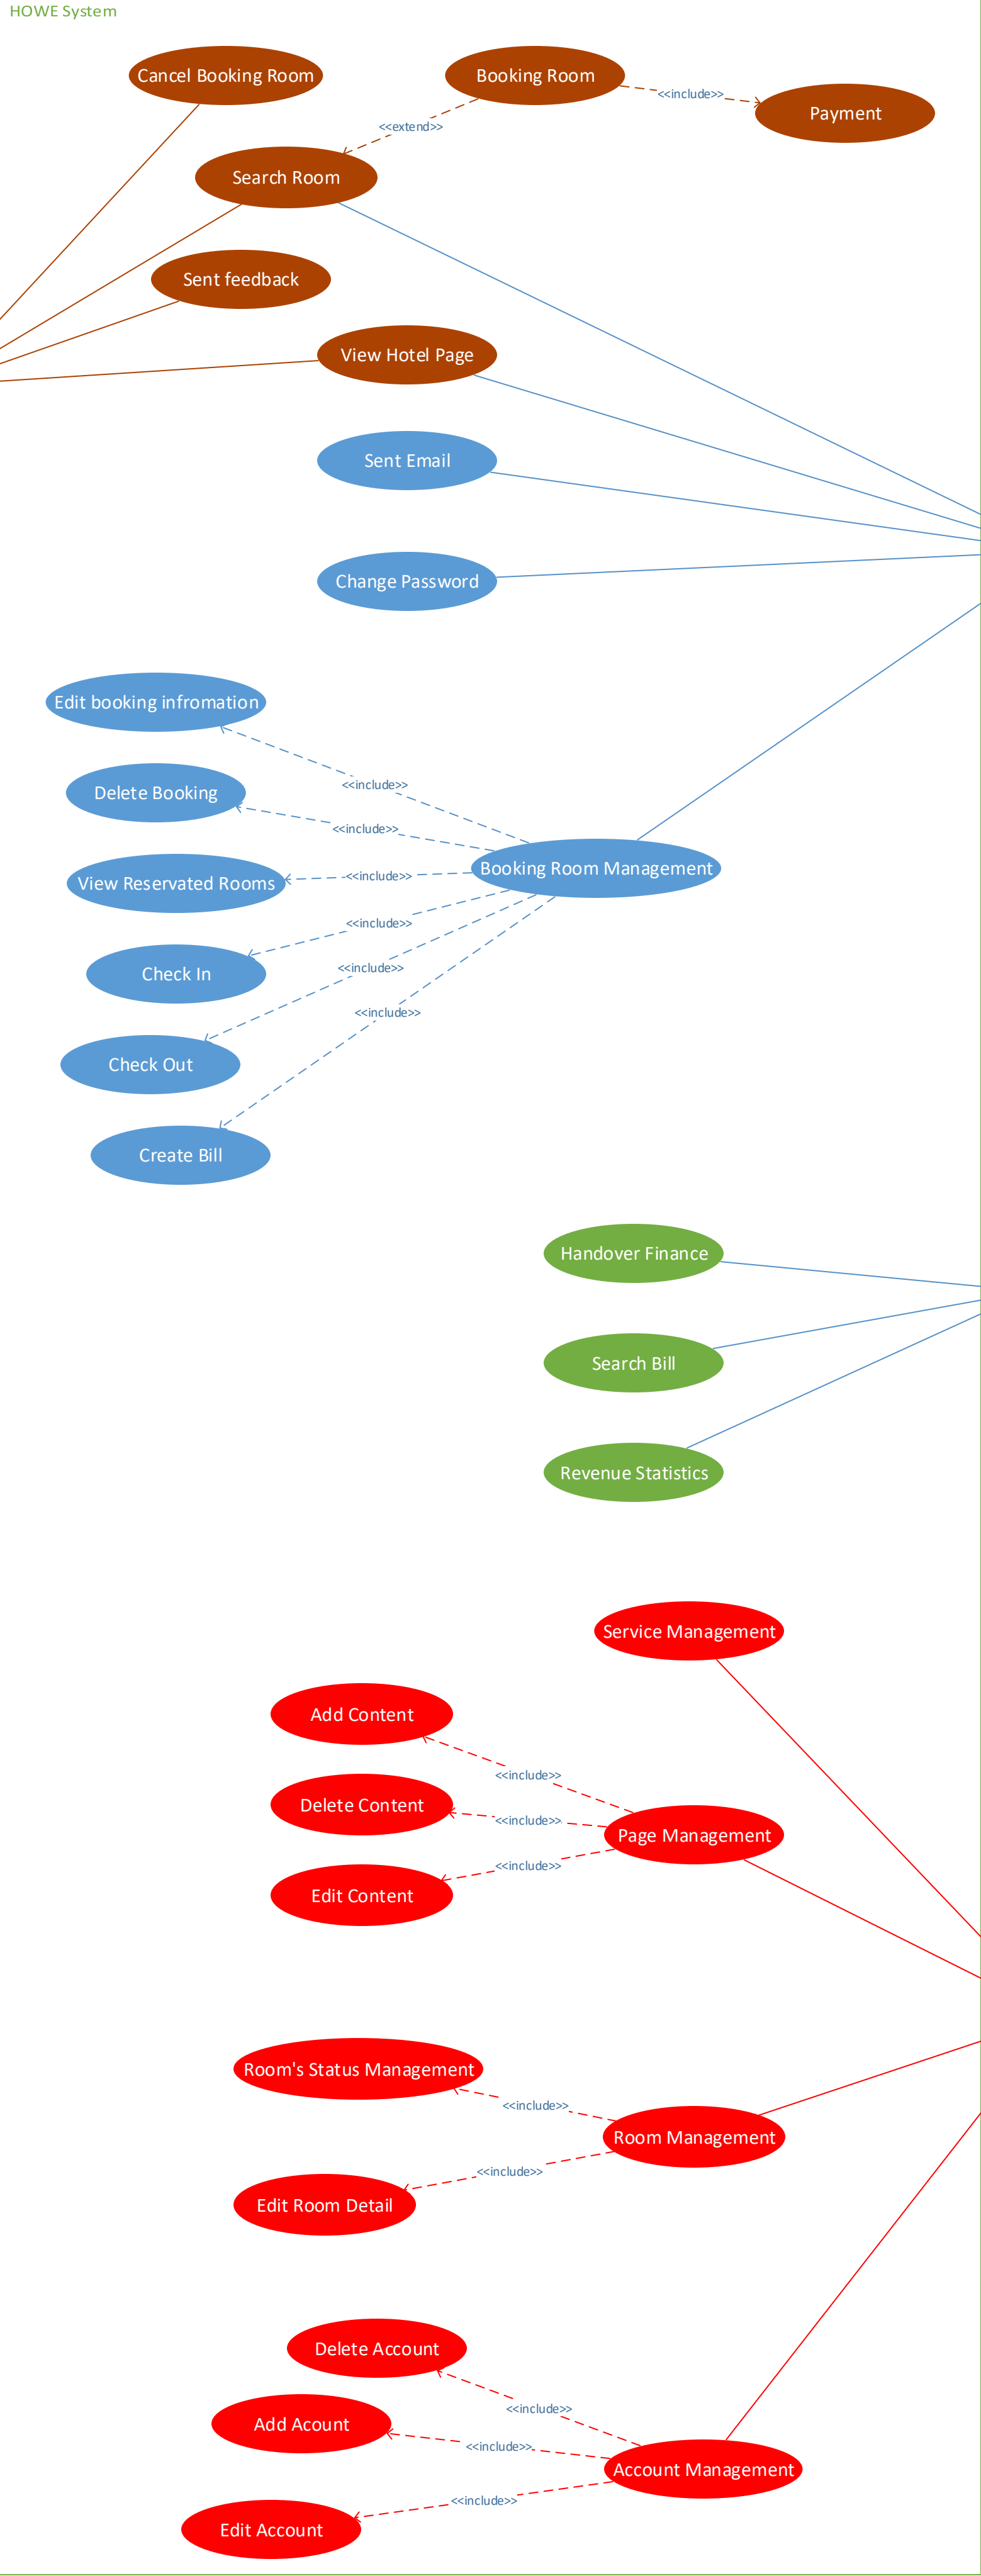 HOWE System
Cancel Booking Room
Booking Room
<<include>>
Payment
<<extend>>
Search Room
Sent feedback
View Hotel Page
Sent Email
Change Password
Edit booking infromation
<<include>>
Delete Booking
<<include>>
Booking Room Management
View Reservated Rooms
<<include>>
<<include>>
Check In
<<include>>
<<include>>
Check Out
Create Bill
Handover Finance
Search Bill
Revenue Statistics
Service Management
Add Content
<<include>>
Delete Content
<<include>>
Page Management
<<include>>
Edit Content
Room's Status Management
<<include>>
Room Management
<<include>>
Edit Room Detail
Delete Account
<<include>>
Add Acount
<<include>>
Account Management
<<include>>
Edit Account